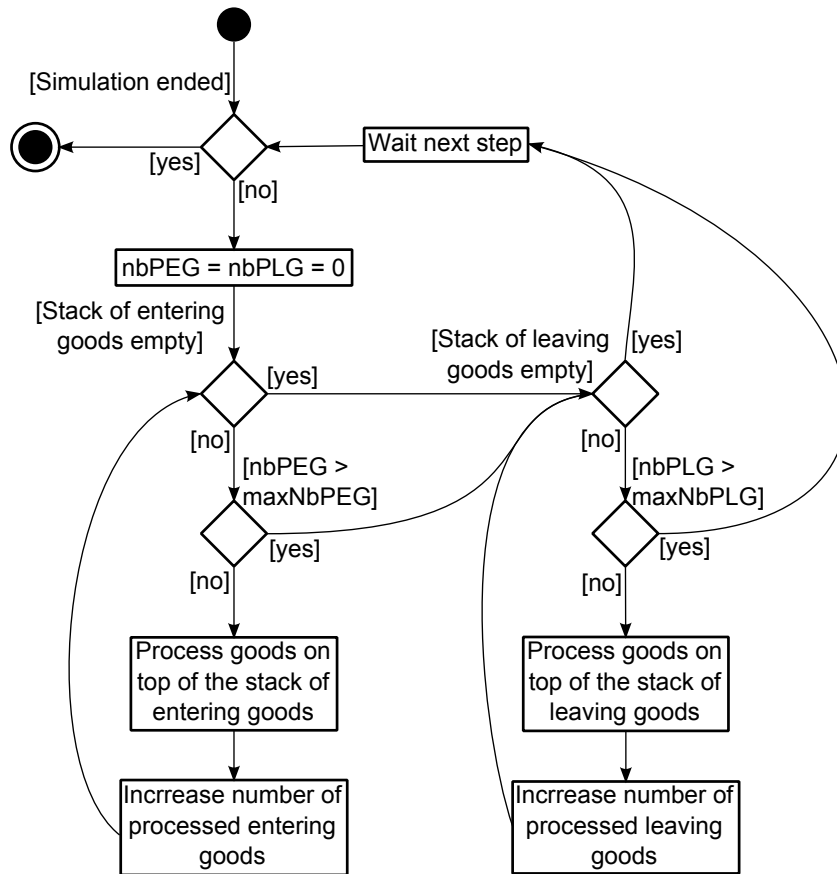 [Simulation ended]
[yes]
Wait next step
[no]
nbPEG = nbPLG = 0
[Stack of entering
goods empty]
[yes]
[no]
[Stack of leaving
goods empty]
[yes]
[no]
[nbPEG >
maxNbPEG]
[yes]
[no]
[nbPLG >
maxNbPLG]
[yes]
[no]
Process goods on
top of the stack of
entering goods
Process goods on
top of the stack of
leaving goods
Incrrease number of
processed entering
goods
Incrrease number of
processed leaving
goods